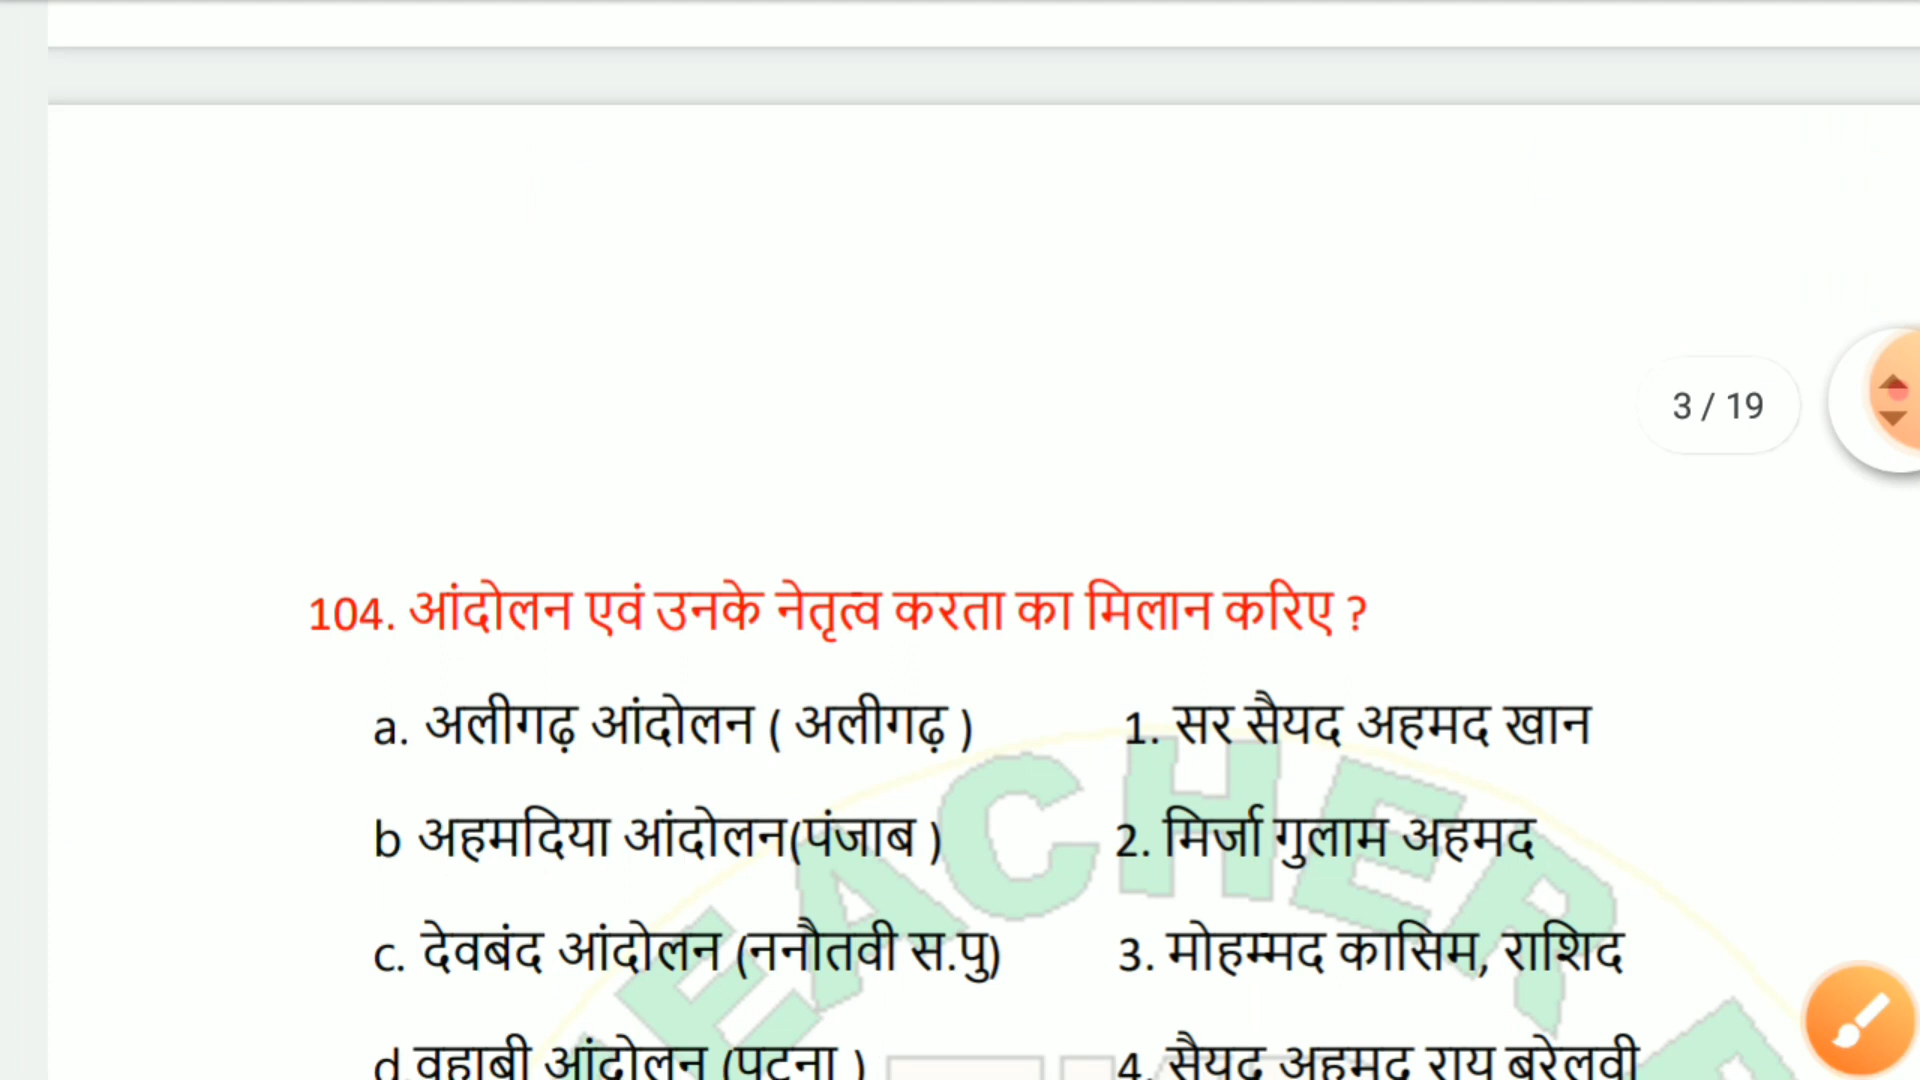 3 / 19
104. आंदोलन एवं उनके नेतृत्व करता का मिलान करिए ?
a. अलीगढ़ आंदोलन ( अलीगढ़ ) 1. सर सैयद अहमद खान
b अहमदिया आंदोलन(पंजाब ) 2. मिर्जा गुलाम अहमद
c. देवबंद आंदोलन (ननौतवी स.पु) 3. मोहम्मद कासिम, राशिद
d.वहाबी आंदोलन (पटना ) 4. सैयद अहमद राय बरेलवी
TEACHER